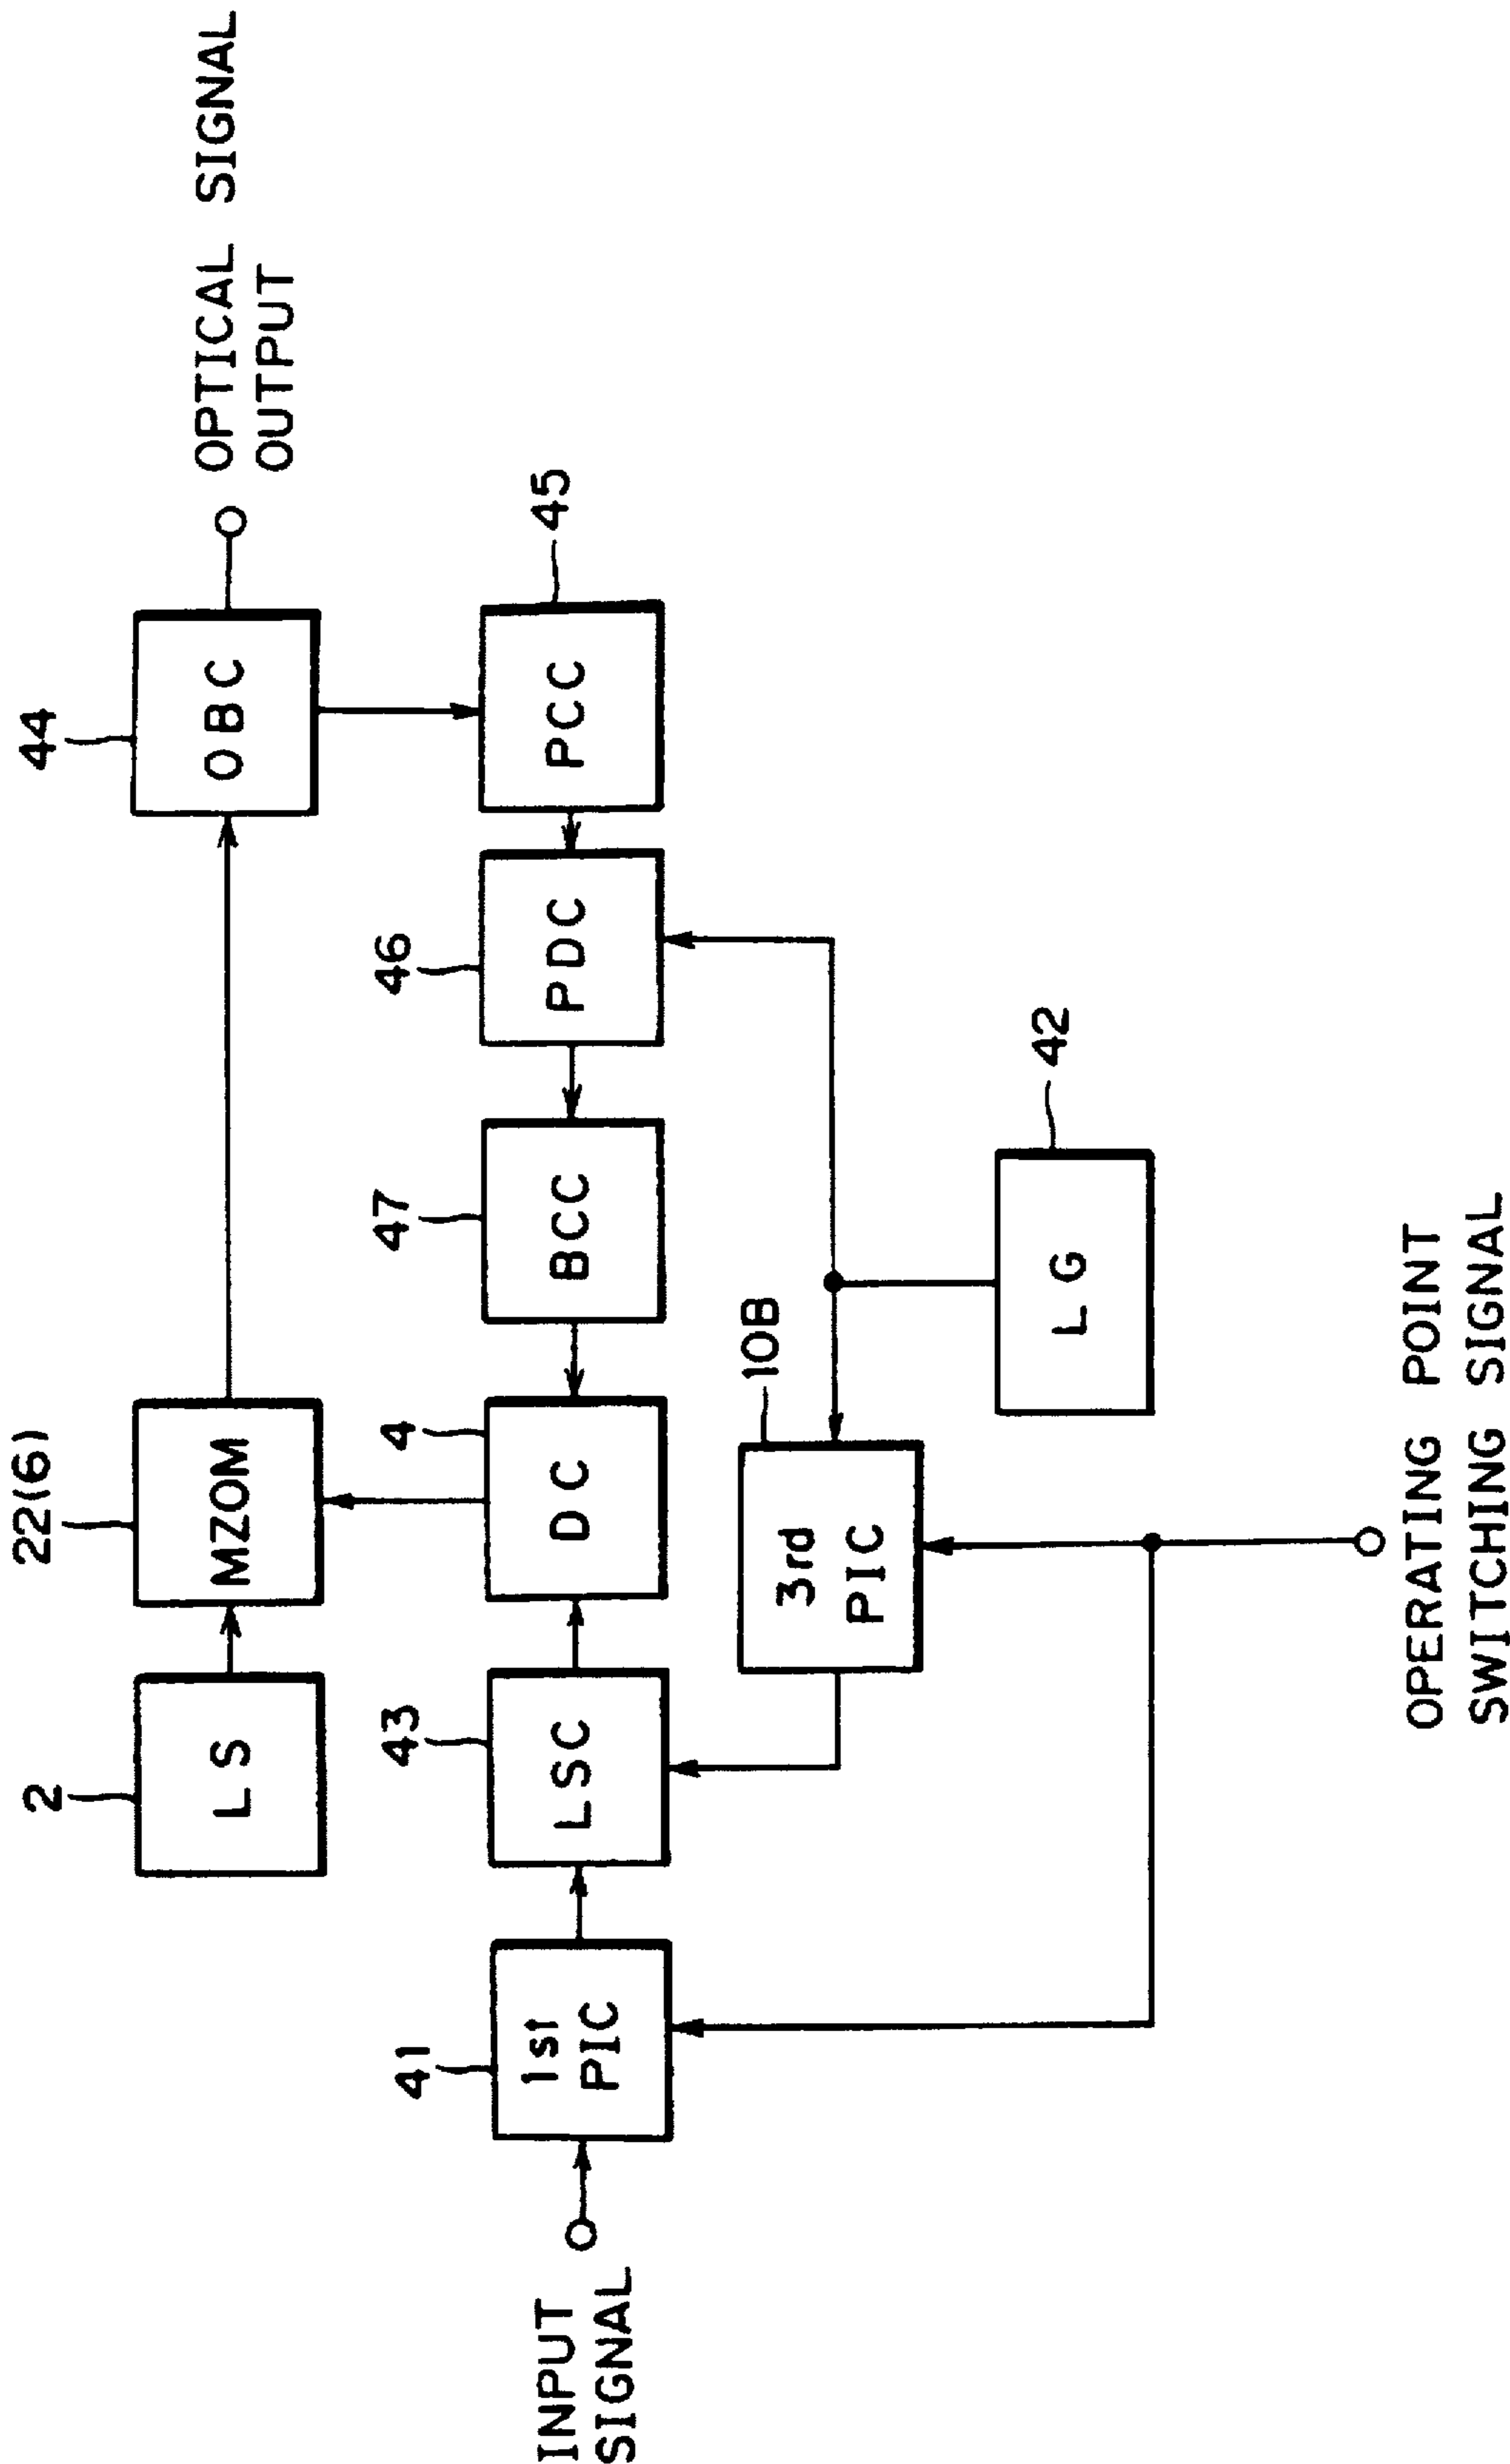 2
LS
22(6)
MZOM
44
OBC
OPTICAL SIGNAL
OUTPUT
INPUT
SIGNAL
41
1st
PIC
43
LSC
4
DC
47
BCC
46
PDC
PCC
45
10B
3rd
PIC
LG
42
OPERATING POINT
SWITCHING SIGNAL